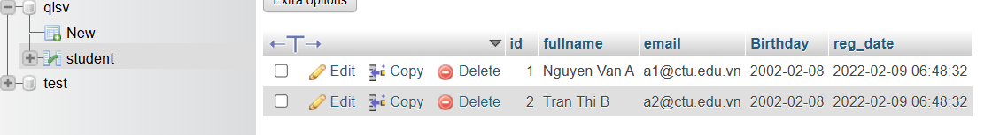 qlsv
Extra options
New
id fullname email Birthday reg_date
student
Edit Copy Delete 1 Nguyen Van A a1@ctu.edu.vn 2002-02-08 2022-02-09 06:48:32
test
Edit Copy Delete 2 Tran Thi B a2@ctu.edu.vn 2002-02-08 2022-02-09 06:48:32